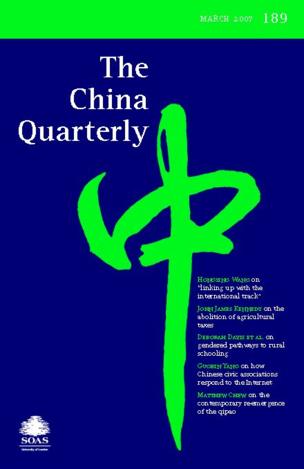 MARCH 2007 189
The
China
Quarterly
中
HONGYING WANG on
"linking up with the
international track"
JOHN JAMES KENNEDY on the
abolition of agricultural
taxes
DEBORAH DAVIS ET AL. on
gendered pathways to rural
schooling
GUOBIN YANG on how
Chinese civic associations
respond to the Internet
MATTHEW CHEW on the
contemporary re-emergence
of the qipao
SOAS
University of London